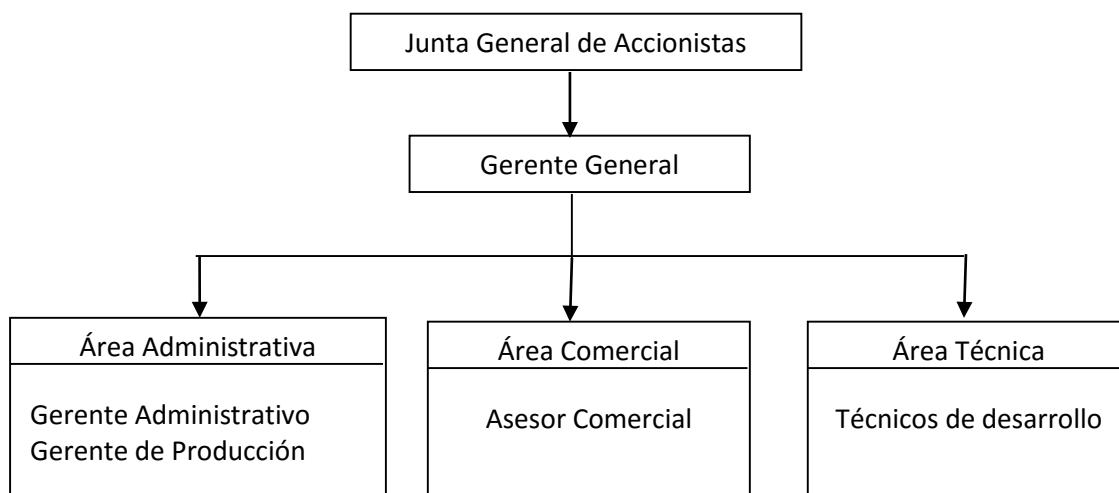 Junta General de Accionistas
Gerente General
Área Administrativa
Gerente Administrativo
Gerente de Producción
Área Comercial
Asesor Comercial
Área Técnica
Técnicos de desarrollo